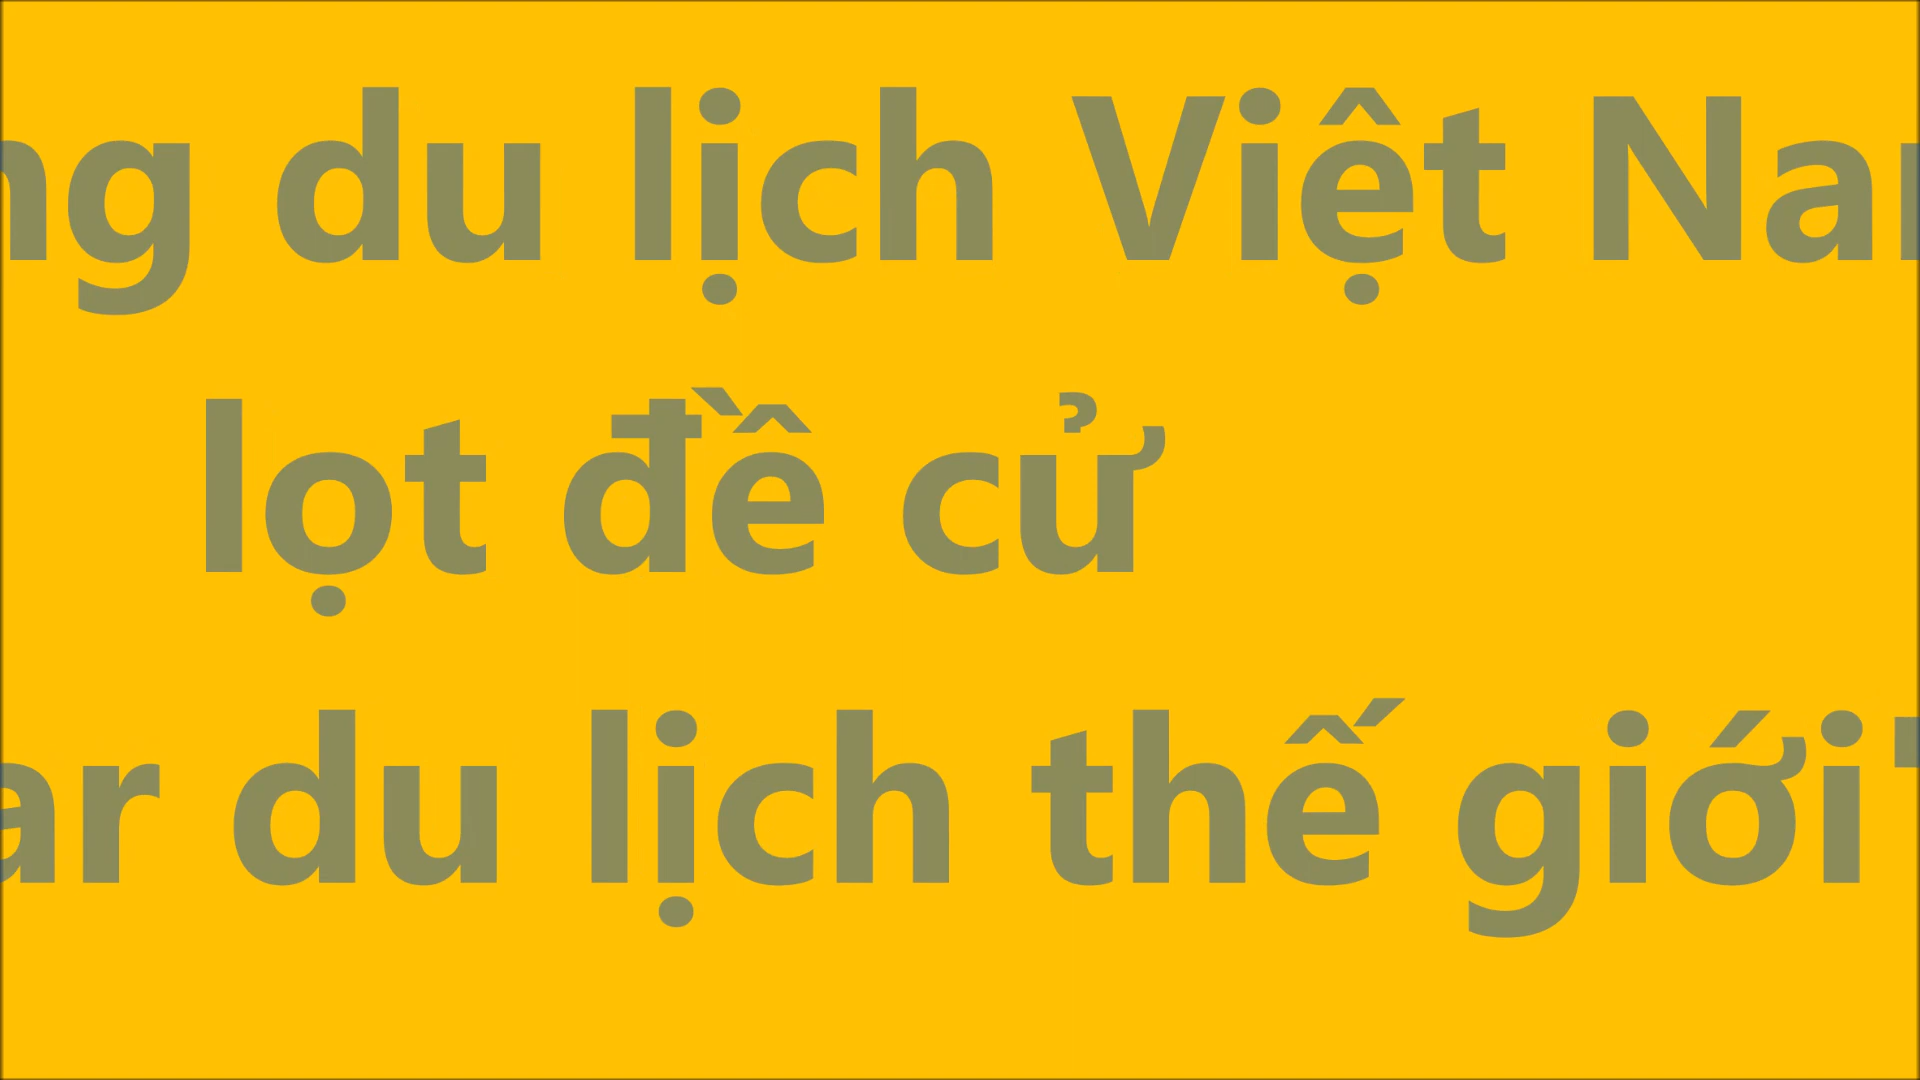 du lịch Việt
lọt đề cử
du lịch thế giới